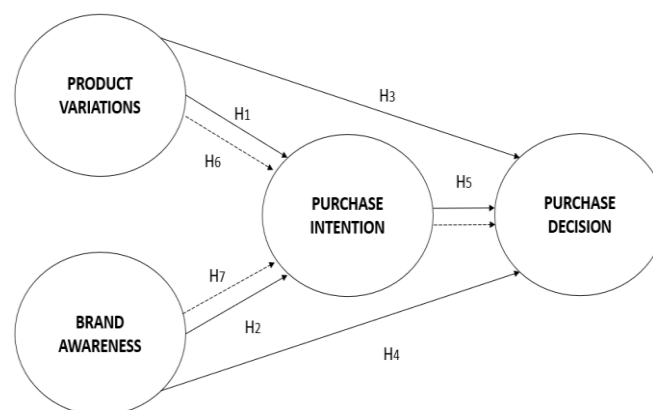 PRODUCT
VARIATIONS
H3
H1
H6
PURCHASE
INTENTION
H5
PURCHASE
DECISION
H7
H2
BRAND
AWARENESS
H4